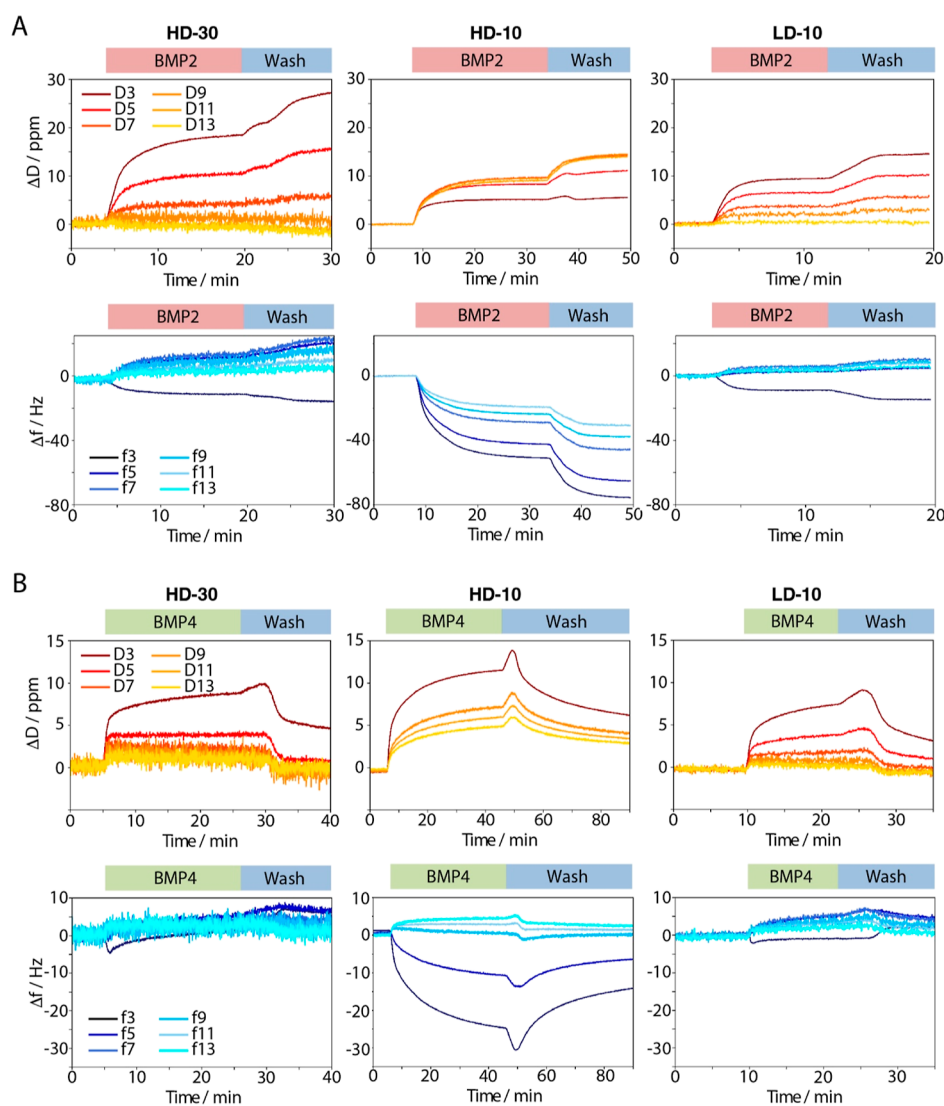 A
HD-30 HD-10 LD-10
BMP2 Wash BMP2 Wash BMP2 Wash
30 30 30
D3 D9
D5 D11
D7 D13
20 20 20
ΔD / ppm
10 10 10
0 0 0
0 10 20 30 0 10 20 30 40 50 0 5 10 15 20
Time / min Time / min Time / min
BMP2 Wash BMP2 Wash BMP2 Wash
0 0 0
Δf / Hz
-40 -40 -40
f3 f9
f5 f11
f7 f13
-80 -80 -80
0 10 20 30 0 10 20 30 40 50 0 5 10 15 20
Time / min Time / min Time / min
B
HD-30 HD-10 LD-10
BMP4 Wash BMP4 Wash BMP4 Wash
15 15 15
D3 D9
D5 D11
D7 D13
10 10 10
ΔD / ppm
5 5 5
0 0 0
0 10 20 30 40 0 20 40 60 80 0 10 20 30
Time / min Time / min Time / min
BMP4 Wash BMP4 Wash BMP4 Wash
10 10 10
0 0 0
Δf / Hz
-10 -10 -10
-20 -20 -20
f3 f9
f5 f11
f7 f13
-30 -30 -30
0 10 20 30 40 0 20 40 60 80 0 10 20 30
Time / min Time / min Time / min